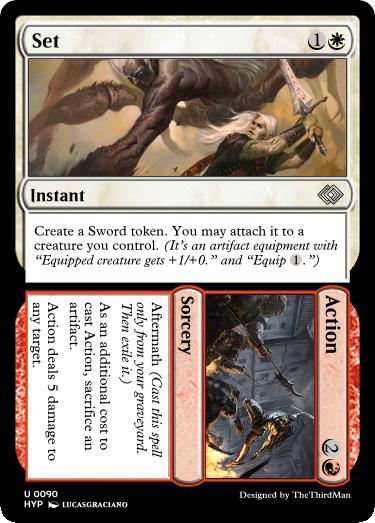 Set 1
Instant
Create a Sword token. You may attach it to a
creature you control. (It's an artifact equipment with
“Equipped creature gets +1/+0.” and “Equip 1.”)
Action 2
Sorcery
Aftermath (Cast this spell
only from your graveyard.
Then exile it.)
As an additional cost to
cast Action, sacrifice an
artifact.
Action deals 5 damage to
any target.
U 0090
HYP LUCASGRACIANO
Designed by TheThirdMan